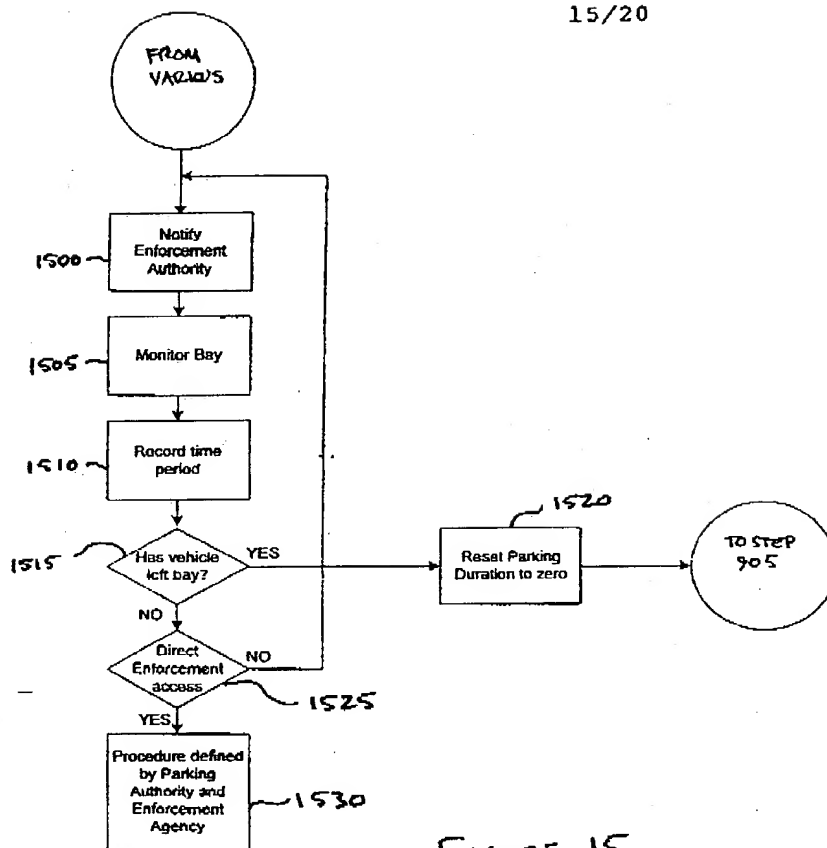 15/20
FROM
VARIOUS
Notify
Enforcement
Authority
1500
Monitor Bay
1505
Record time
period
1510
Has vehicle
left bay?
1515
YES
1520
Reset Parking
Duration to zero
TO STEP
905
NO
Direct
Enforcement
access
NO
1525
YES
Procedure defined
by Parking
Authority and
Enforcement
Agency
1530
FIGURE 15